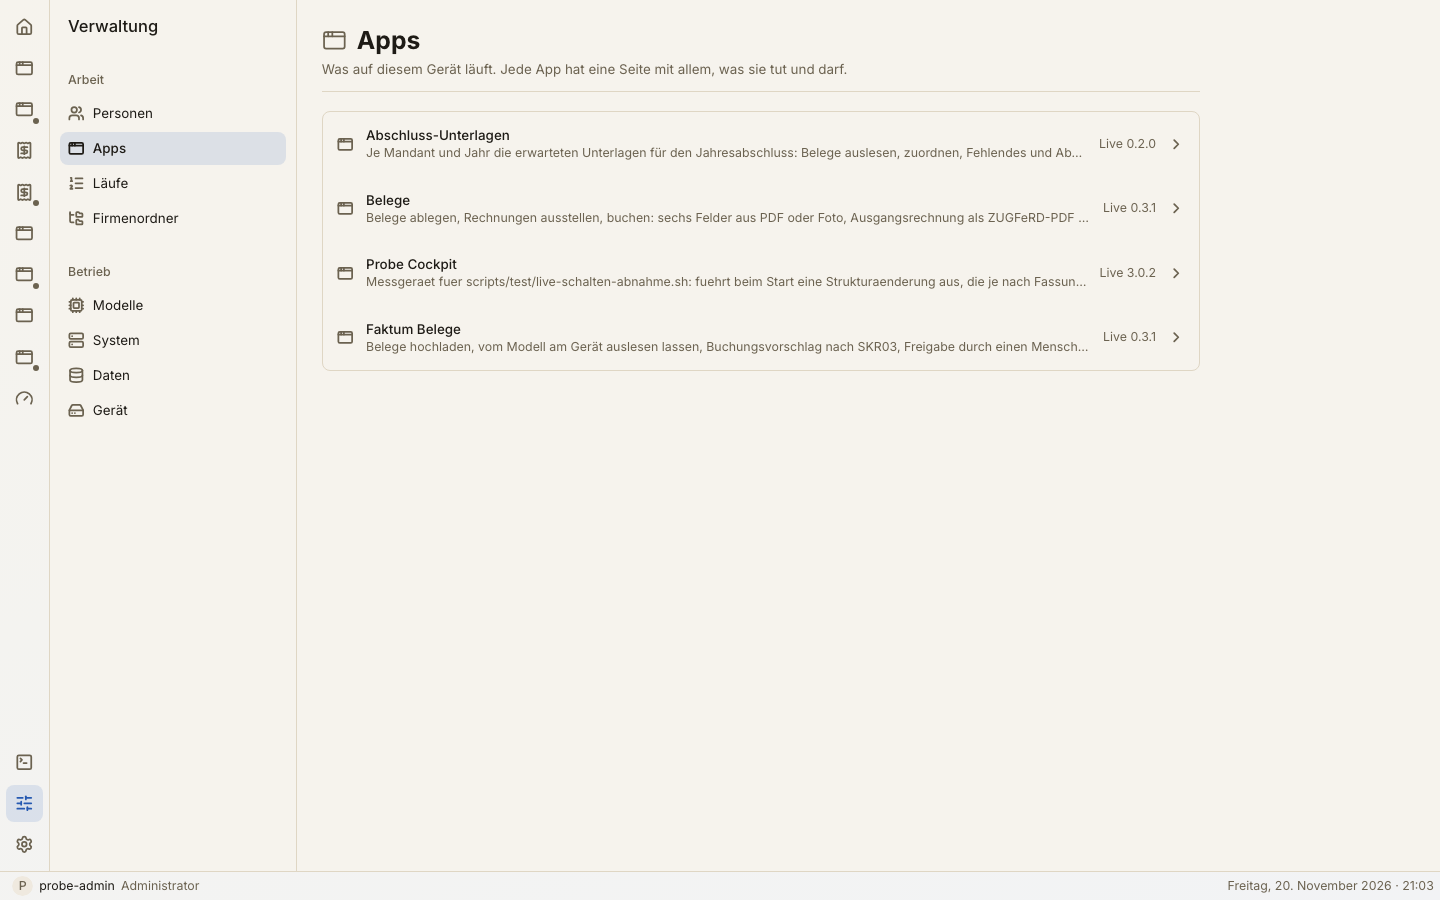 Verwaltung
Arbeit
Personen
Apps
Läufe
Firmenordner
Betrieb
Modelle
System
Daten
Gerät
Apps
Was auf diesem Gerät läuft. Jede App hat eine Seite mit allem, was sie tut und darf.
Abschluss-Unterlagen
Je Mandant und Jahr die erwarteten Unterlagen für den Jahresabschluss: Belege auslesen, zuordnen, Fehlendes und Ab...
Live 0.2.0
Belege
Belege ablegen, Rechnungen ausstellen, buchen: sechs Felder aus PDF oder Foto, Ausgangsrechnung als ZUGFeRD-PDF ...
Live 0.3.1
Probe Cockpit
Messgeraet fuer scripts/test/live-schalten-abnahme.sh: fuehrt beim Start eine Strukturaenderung aus, die je nach Fassun...
Live 3.0.2
Faktum Belege
Belege hochladen, vom Modell am Gerät auslesen lassen, Buchungsvorschlag nach SKR03, Freigabe durch einen Mensch...
Live 0.3.1
P probe-admin Administrator
Freitag, 20. November 2026 · 21:03